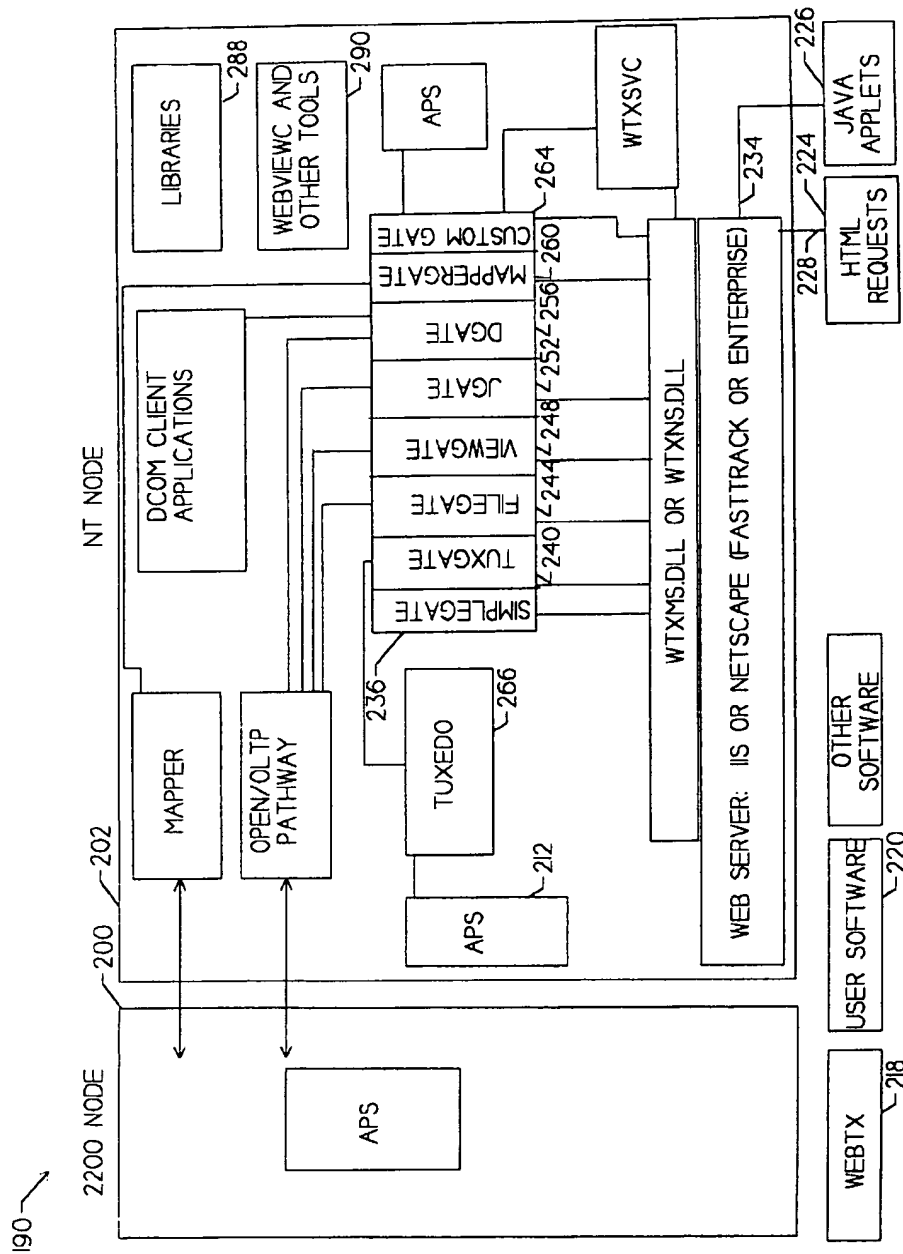 190
2200 NODE
200
202
NT NODE
APS
MAPPER
OPEN/OLTP
PATHWAY
DCOM CLIENT
APPLICATIONS
LIBRARIES
288
WEBVIEWC AND
OTHER TOOLS
290
APS
TUXEDO
266
APS
212
236
SIMPLEGATE
TUXGATE
FILEGATE
VIEWGATE
JGATE
DGATE
MAPPERGATE
CUSTOM GATE
240
244
248
252
256
260
264
WTXSVC
WTXMS.DLL OR WTXNS.DLL
WEB SERVER: IIS OR NETSCAPE (FASTTRACK OR ENTERPRISE)
234
WEBTX
218
USER SOFTWARE
220
OTHER
SOFTWARE
228
HTML
REQUESTS
224
JAVA
APPLETS
226